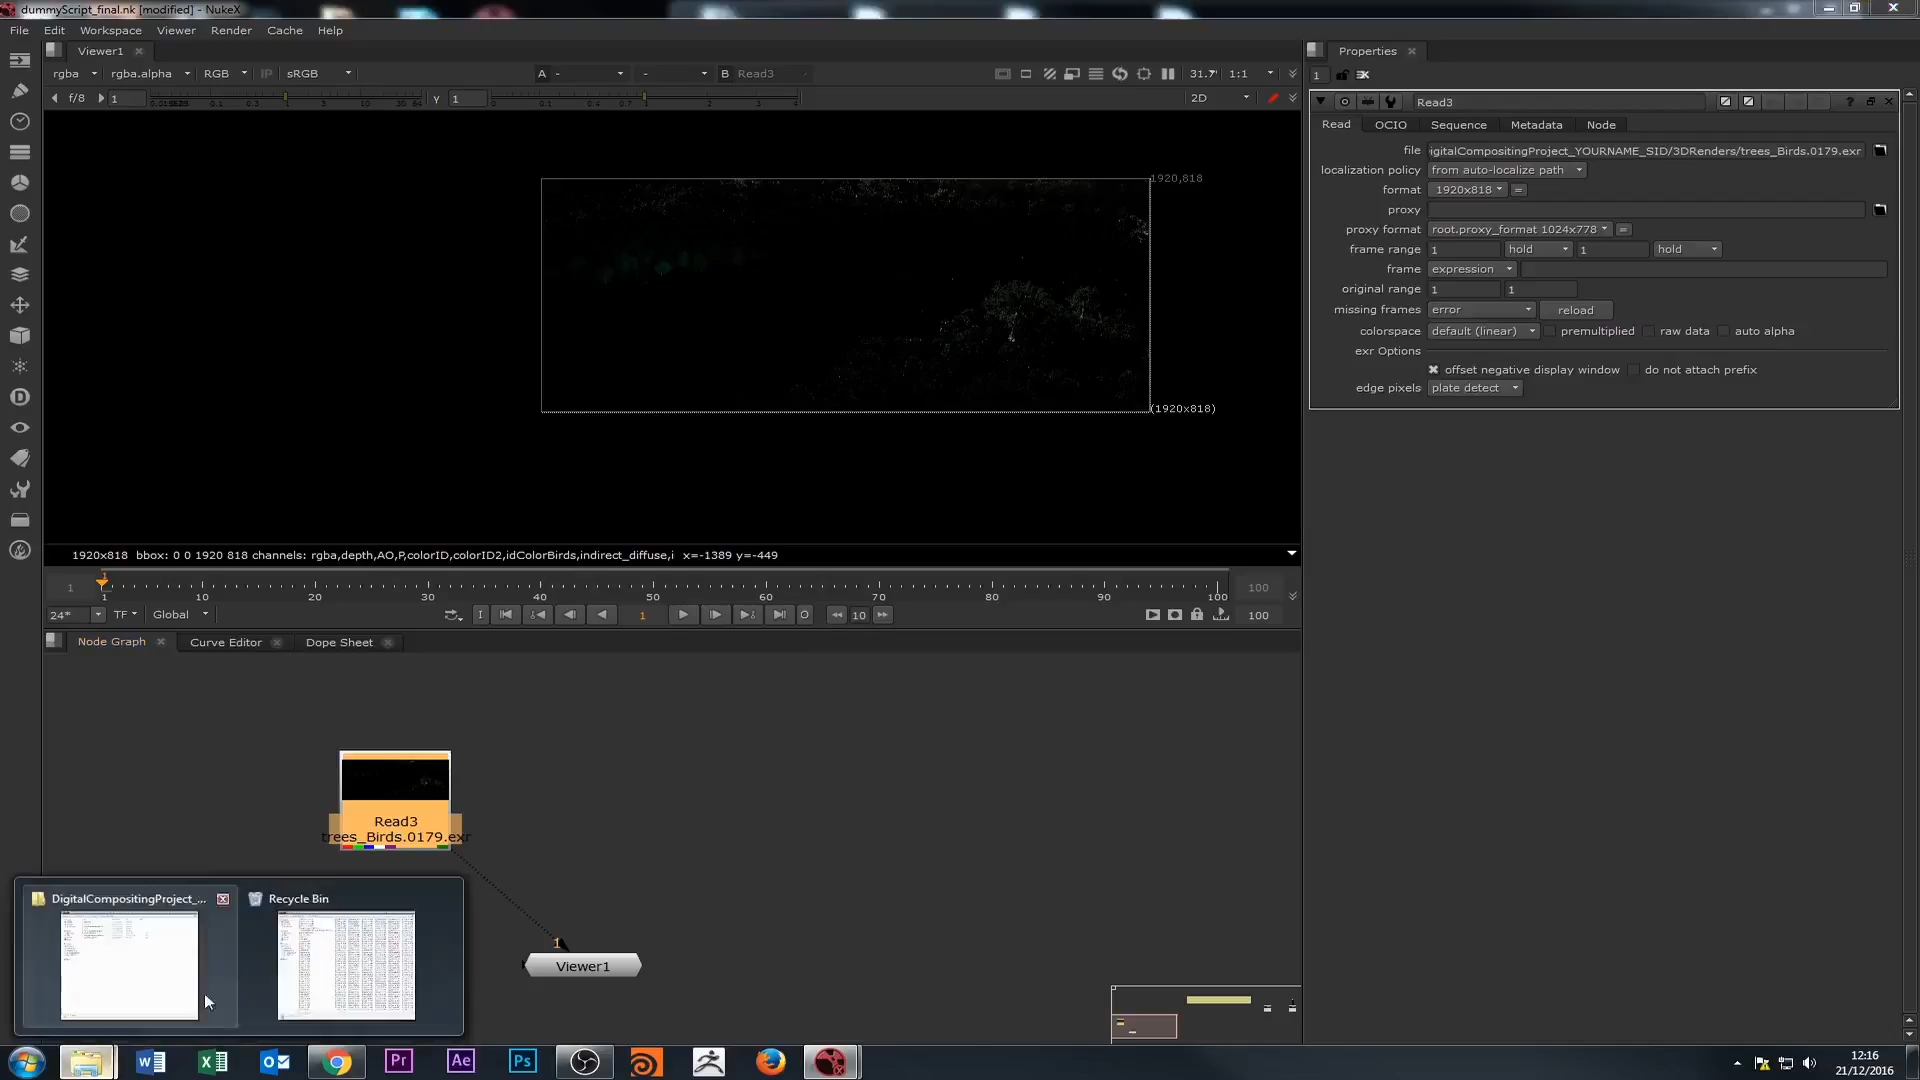 dummyScript_final.nk [modified] - NukeX
File Edit Workspace Viewer Render Cache Help
Viewer1
rgba rgba.alpha RGB IP sRGB A - - B Read3 31.7 1:1
f/8 1 Y 1 2D
1920,818
(1920x818)
1920x818 bbox: 0 0 1920 818 channels: rgba,depth,AO,P,colorID,colorID2,idColorBirds,indirect_diffuse,i x=-1389 y=-449
1 1 100
1 10 20 30 40 50 60 70 80 90 100
24* TF Global 1 10 100
Node Graph Curve Editor Dope Sheet
Read3
trees_Birds.0179.exr
1
Viewer1
DigitalCompositingProject_... Recycle Bin
Properties
1
Read3
Read OCIO Sequence Metadata Node
file igitalCompositingProject_YOURNAME_SID/3DRenders/trees_Birds.0179.exr
localization policy from auto-localize path
format 1920x818 =
proxy
proxy format root.proxy_format 1024x778 =
frame range 1 hold 1 hold
frame expression
original range 1 1
missing frames error reload
colorspace default (linear) premultiplied raw data auto alpha
exr Options
offset negative display window do not attach prefix
edge pixels plate detect
12:16
21/12/2016